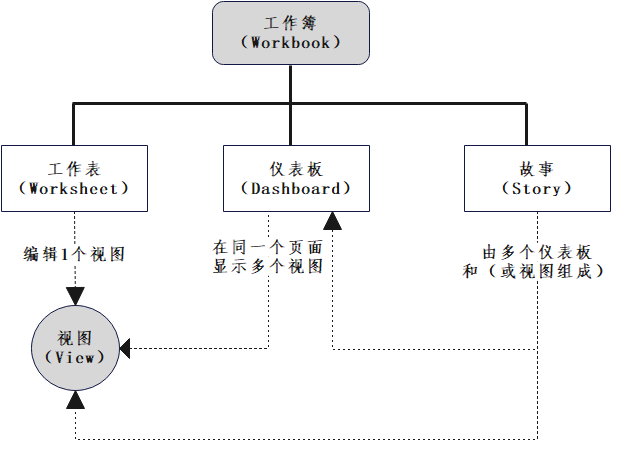 工作簿
（Workbook）
工作表
（Worksheet）
仪表板
（Dashboard）
故事
（Story）
编辑1个视图
在同一个页面
显示多个视图
由多个仪表板
和（或视图组成）
视图
（View）